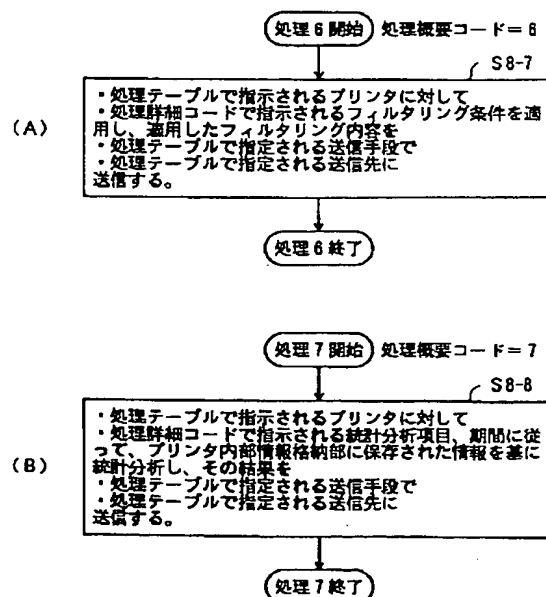 処理6開始 処理概要コード=6
S8-7
(A)
・処理テーブルで指示されるプリンタに対して
・処理詳細コードで指示されるフィルタリング条件を適
用し、適用したフィルタリング内容を
・処理テーブルで指定される送信手段で
・処理テーブルで指定される送信先に
送信する。
処理6終了
処理7開始 処理概要コード=7
S8-8
(B)
・処理テーブルで指示されるプリンタに対して
・処理詳細コードで指示される統計分析項目、期間に従
って、プリンタ内部情報格納部に保存された情報を基に
統計分析し、その結果を
・処理テーブルで指定される送信手段で
・処理テーブルで指定される送信先に
送信する。
処理7終了